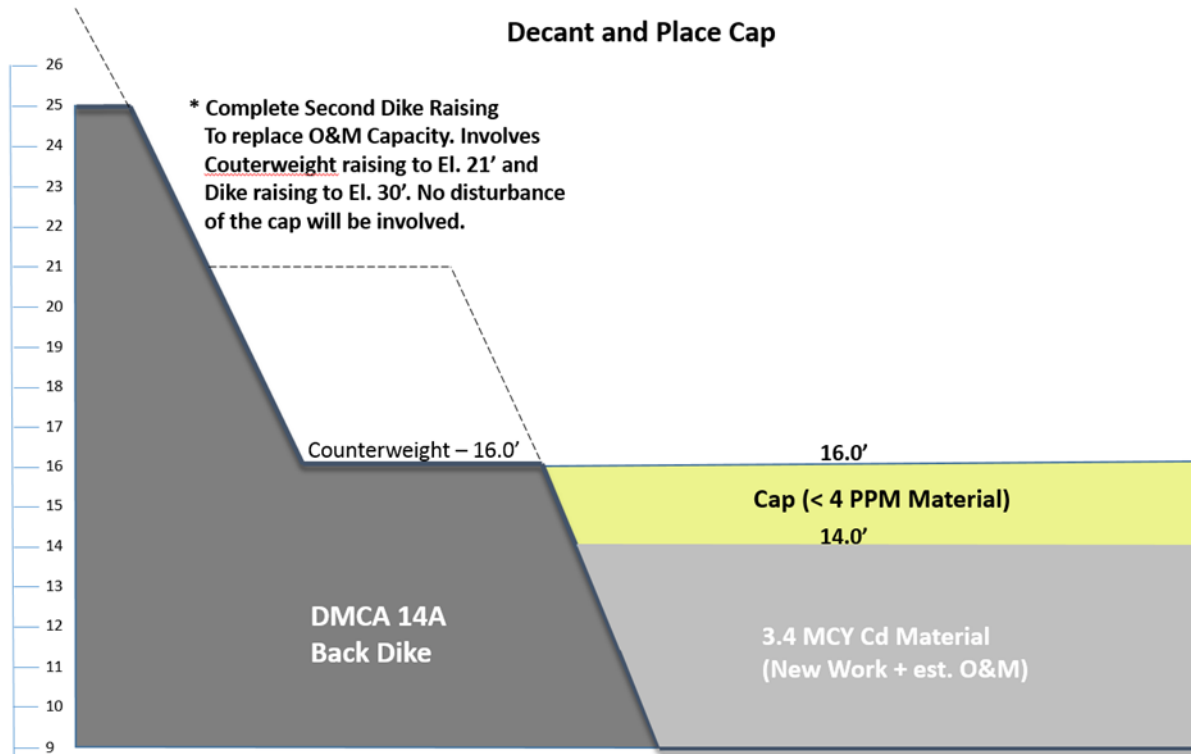 Decant and Place Cap
26
25
24
23
22
21
20
19
18
17
16
15
14
13
12
11
10
9
* Complete Second Dike Raising
To replace O&M Capacity. Involves
Couterweight raising to El. 21’ and
Dike raising to El. 30’. No disturbance
of the cap will be involved.
Counterweight – 16.0’
16.0’
Cap (< 4 PPM Material)
14.0’
DMCA 14A
Back Dike
3.4 MCY Cd Material
(New Work + est. O&M)